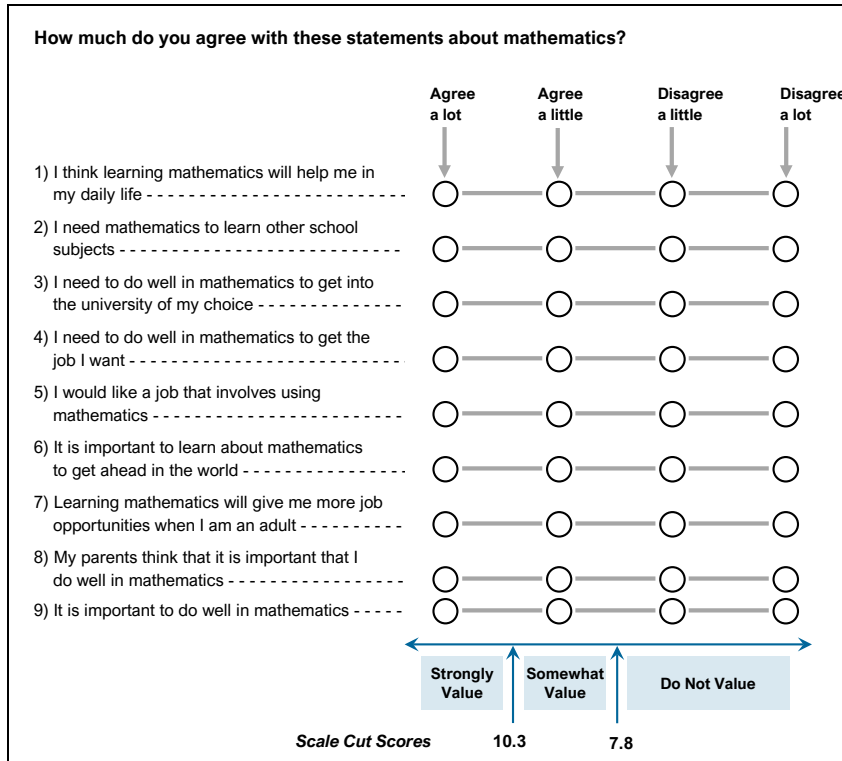 How much do you agree with these statements about mathematics?
Agree a lot
Agree a little
Disagree a little
Disagree a lot
1) I think learning mathematics will help me in
my daily life - - - - - - - - - - - - - - - - - - - - - - - - - -
2) I need mathematics to learn other school
subjects - - - - - - - - - - - - - - - - - - - - - - - - - - - -
3) I need to do well in mathematics to get into
the university of my choice - - - - - - - - - - - - - - -
4) I need to do well in mathematics to get the
job I want - - - - - - - - - - - - - - - - - - - - - - - - - - -
5) I would like a job that involves using
mathematics - - - - - - - - - - - - - - - - - - - - - - - - -
6) It is important to learn about mathematics
to get ahead in the world - - - - - - - - - - - - - - - -
7) Learning mathematics will give me more job
opportunities when I am an adult - - - - - - - - - -
8) My parents think that it is important that I
do well in mathematics - - - - - - - - - - - - - - - - -
9) It is important to do well in mathematics - - - - -
Strongly Value
Somewhat Value
Do Not Value
Scale Cut Scores 10.3 7.8